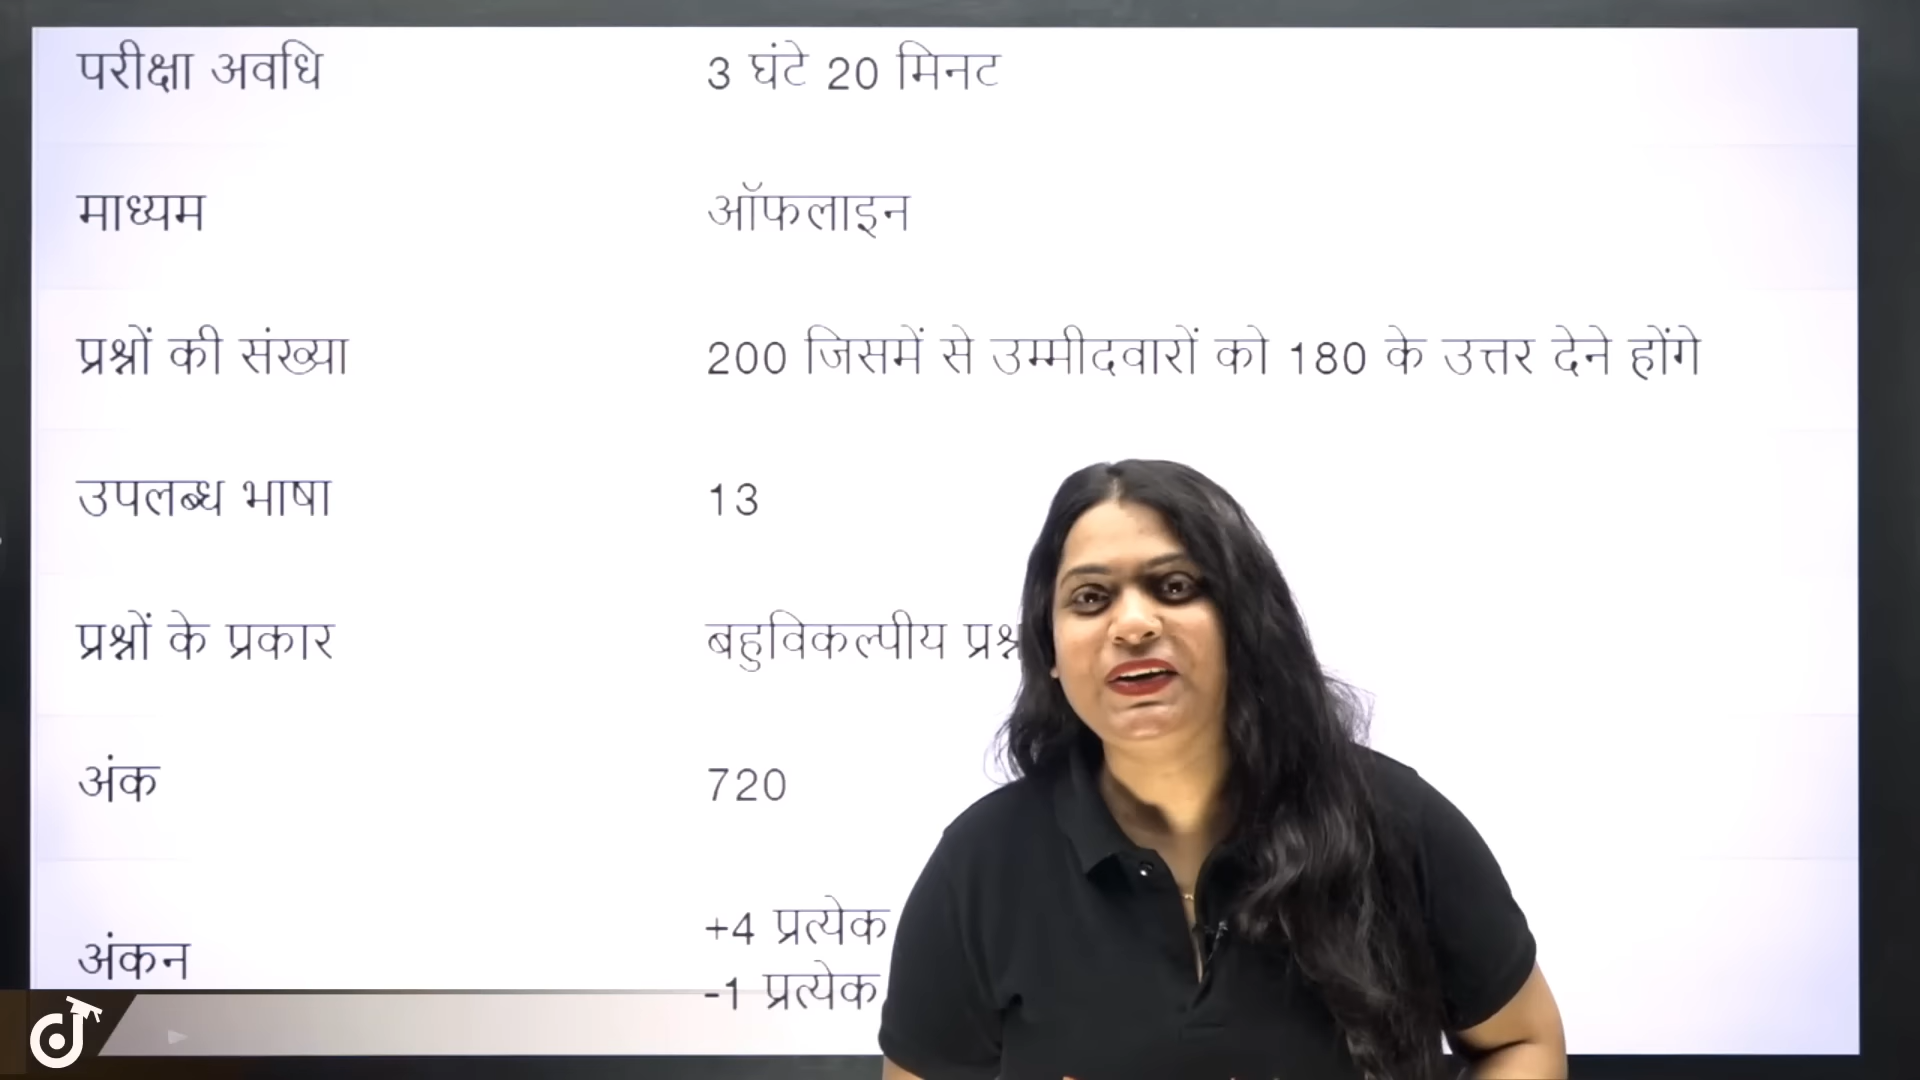 परीक्षा अवधि 3 घंटे 20 मिनट
माध्यम ऑफलाइन
प्रश्नों की संख्या 200 जिसमें से उम्मीदवारों को 180 के उत्तर देने होंगे
उपलब्ध भाषा 13
प्रश्नों के प्रकार बहुविकल्पीय प्रश्न
अंक 720
अंकन
+4 प्रत्येक
-1 प्रत्येक